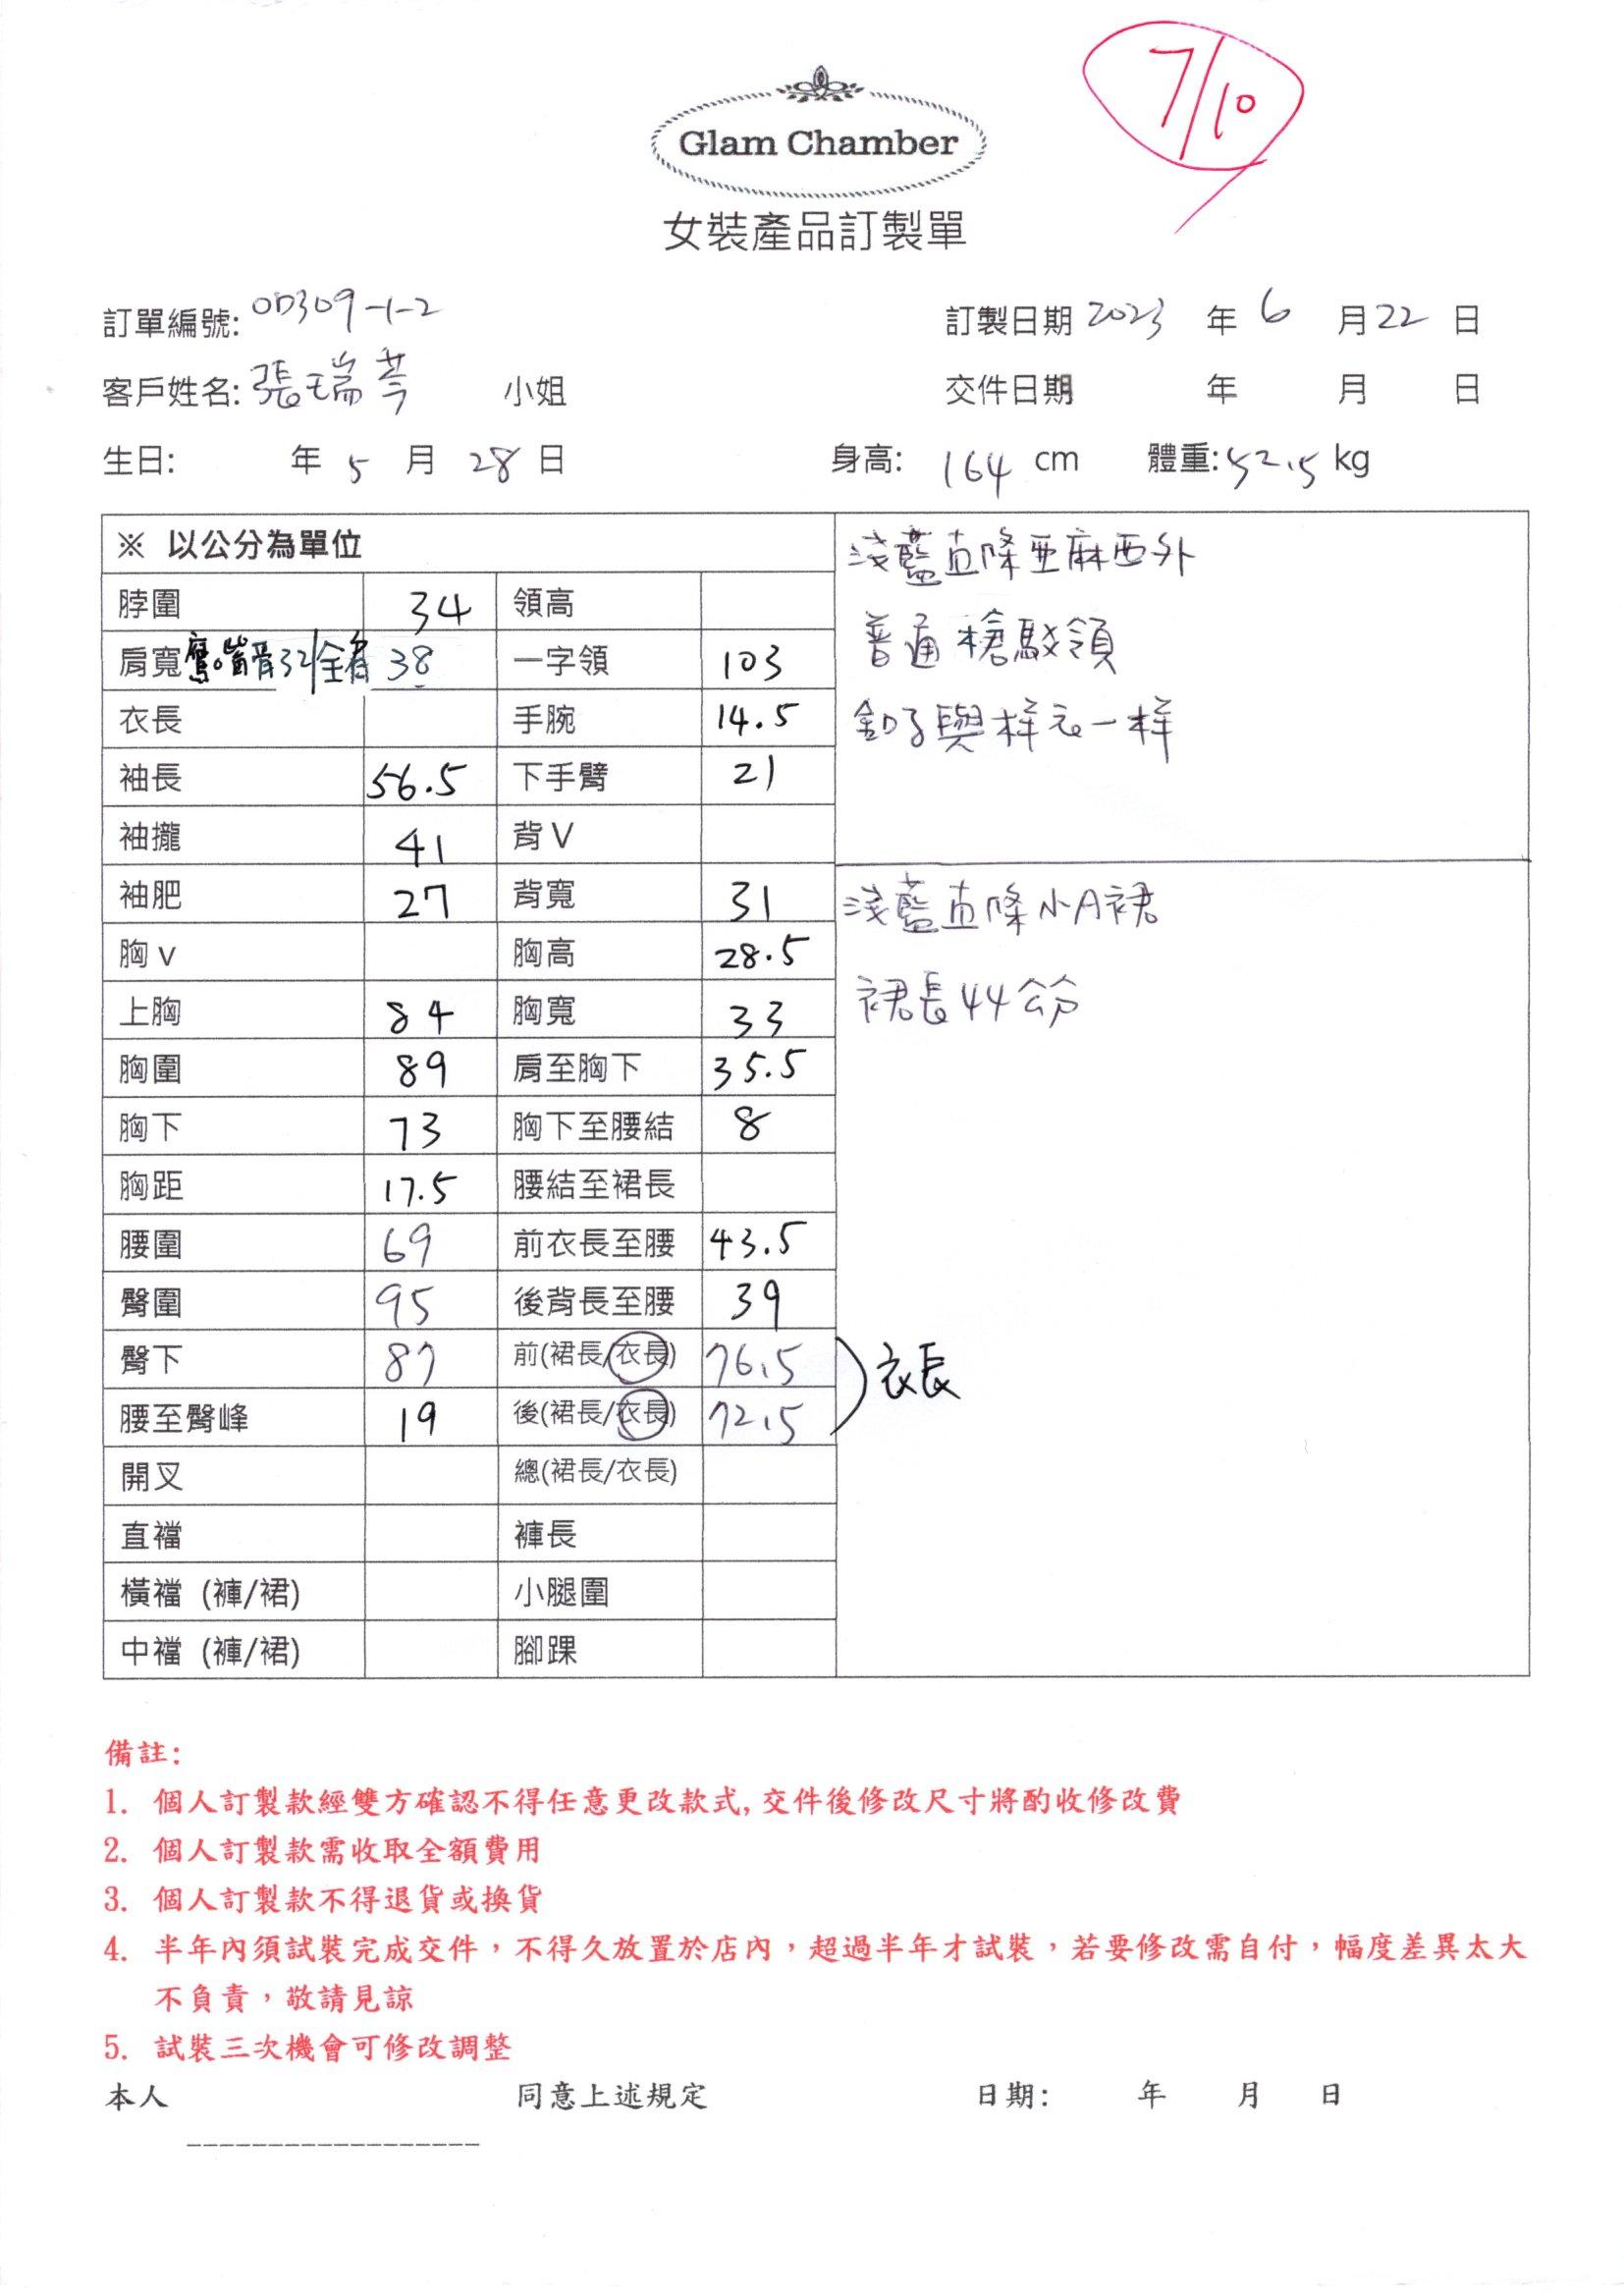 7/10
Glam Chamber
女裝產品訂製單
訂單編號: OD309-1-2 訂製日期 2023 年 6 月 22 日
客戶姓名: 張瑞芩 小姐 交件日期 年 月 日
生日: 年 5 月 28 日 身高: 164 cm 體重: 52.5 kg
※ 以公分為單位
脖圍 34 領高
肩寬 鷹嘴骨32/全肩 38 一字領 103
衣長 手腕 14.5
袖長 56.5 下手臂 21
袖攏 41 背V
袖肥 27 背寬 31
胸v 胸高 28.5
上胸 84 胸寬 33
胸圍 89 肩至胸下 35.5
胸下 73 胸下至腰結 8
胸距 17.5 腰結至裙長
腰圍 69 前衣長至腰 43.5
臀圍 95 後背長至腰 39
臀下 87 前(裙長/衣長) 76.5
腰至臀峰 19 後(裙長/衣長) 72.5
衣長
開叉 總(裙長/衣長)
直襠 褲長
橫襠 (褲/裙) 小腿圍
中襠 (褲/裙) 腳踝
淺藍直條亜麻西外
普通槍駁領
釦子與样衣一样
淺藍直條小A裙
裙長44公分
備註:
1. 個人訂製款經雙方確認不得任意更改款式,交件後修改尺寸將酌收修改費
2. 個人訂製款需收取全額費用
3. 個人訂製款不得退貨或換貨
4. 半年內須試裝完成交件，不得久放置於店內，超過半年才試裝，若要修改需自付，幅度差異太大
不負責，敬請見諒
5. 試裝三次機會可修改調整
本人 同意上述規定 日期: 年 月 日